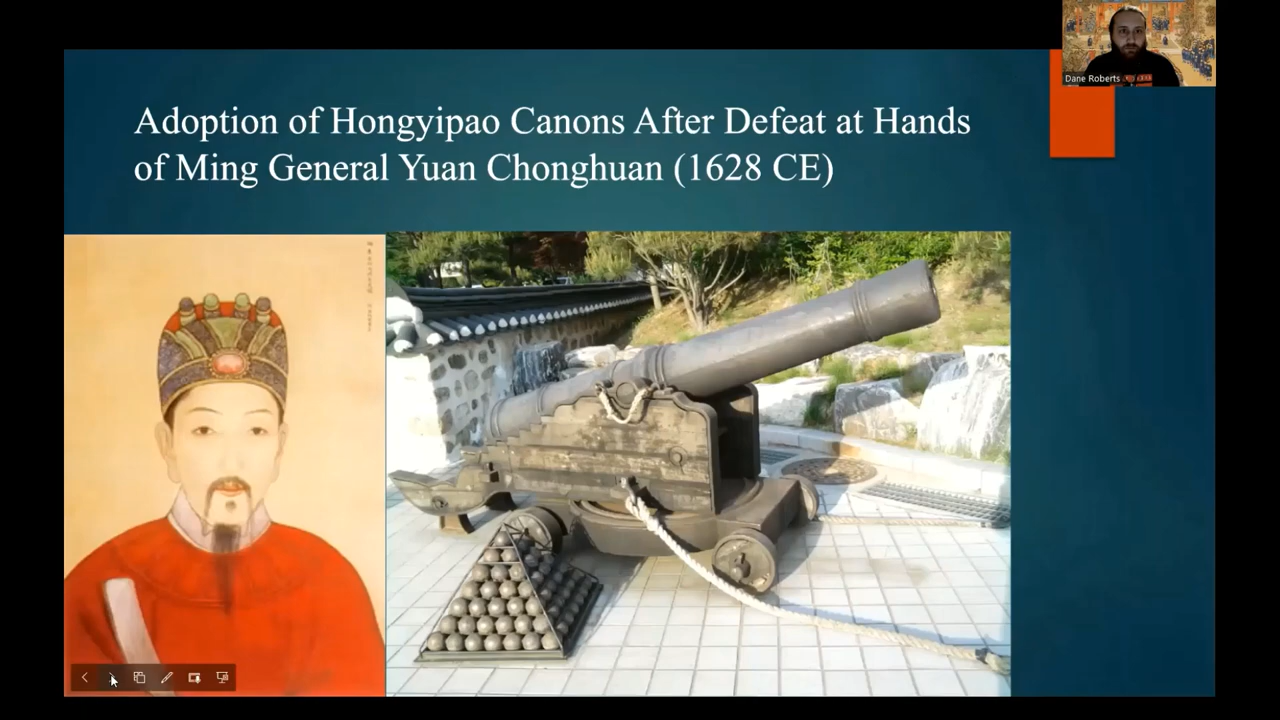 Adoption of Hongyipao Canons After Defeat at Hands
of Ming General Yuan Chonghuan (1628 CE)
Dane Roberts